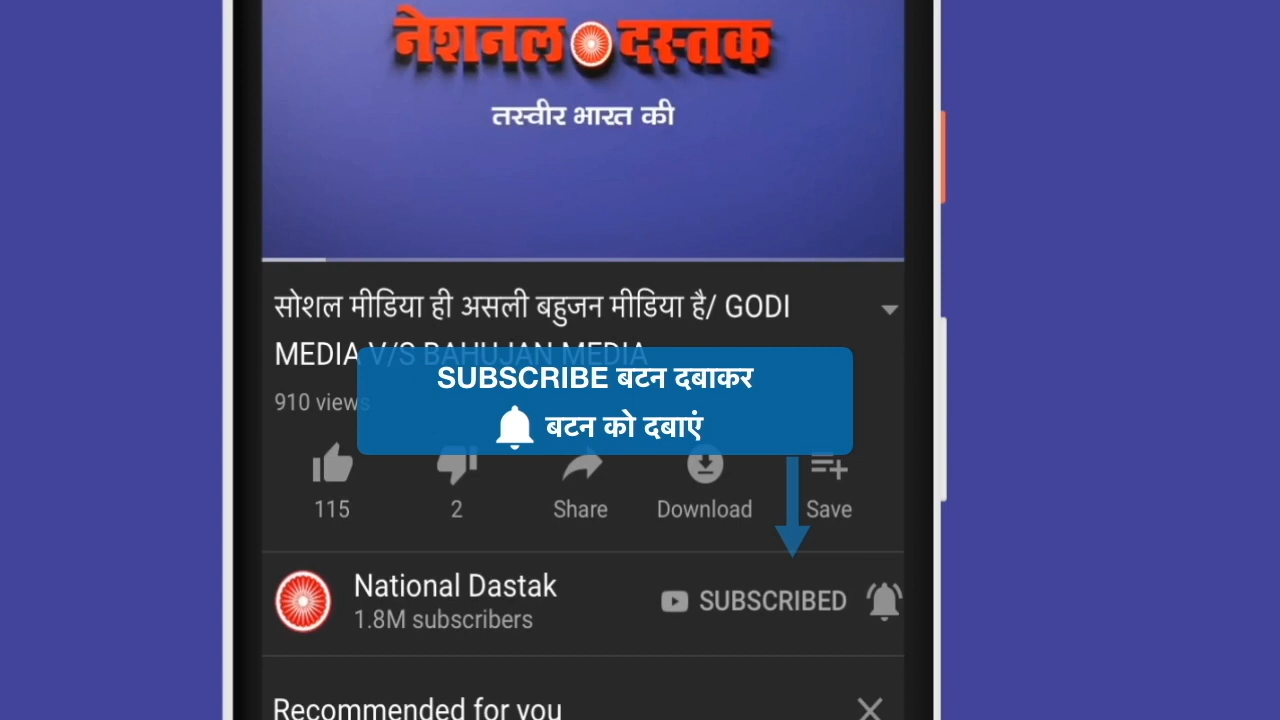 नेशनल दस्तक
तस्वीर भारत की
सोशल मीडिया ही असली बहुजन मीडिया है/ GODI
MEDIA V/S BAHUJAN MEDIA
910 views
SUBSCRIBE बटन दबाकर
बटन को दबाएं
115
2
Share
Download
Save
National Dastak
1.8M subscribers
SUBSCRIBED
Recommended for you